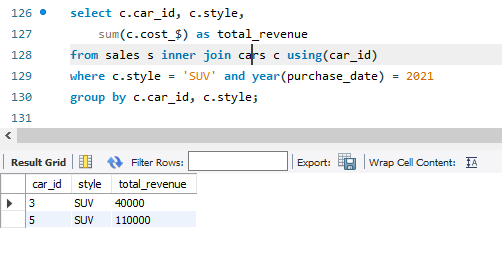 126 select c.car_id, c.style,
127 sum(c.cost_$) as total_revenue
128 from sales s inner join cars c using(car_id)
129 where c.style = 'SUV' and year(purchase_date) = 2021
130 group by c.car_id, c.style;
131
Result Grid Filter Rows: Export: Wrap Cell Content: IA
car_id style total_revenue
3 SUV 40000
5 SUV 110000